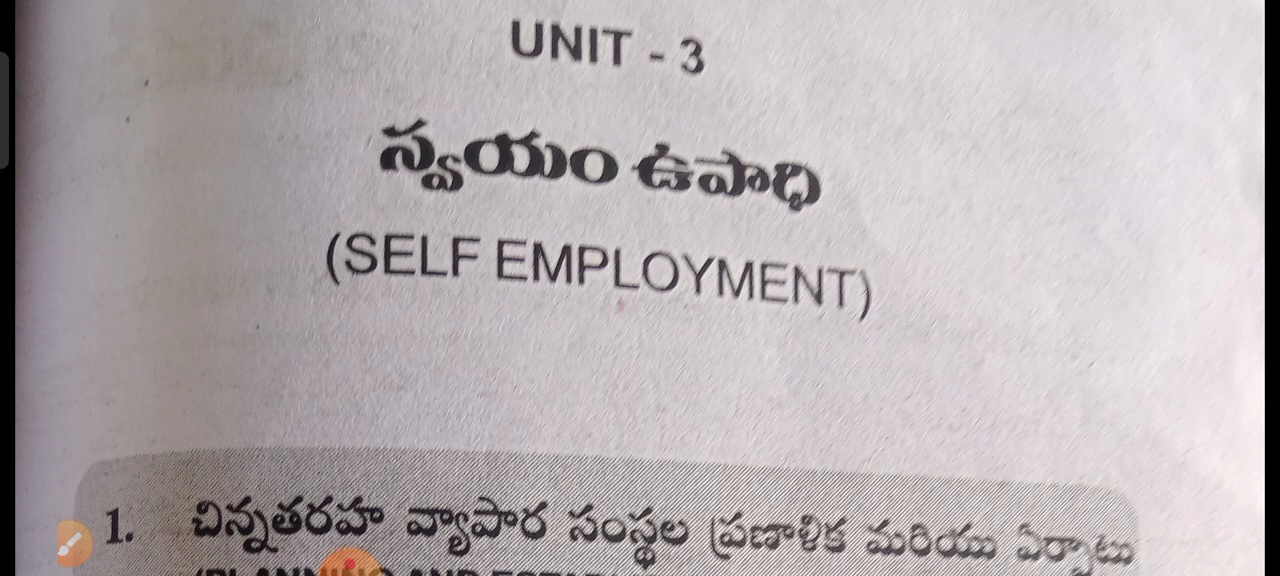 UNIT - 3
స్వయం ఉపాధి
(SELF EMPLOYMENT)
1. చిన్నతరహా వ్యాపార సంస్థల ప్రణాళిక మరియు ఏర్పాటు